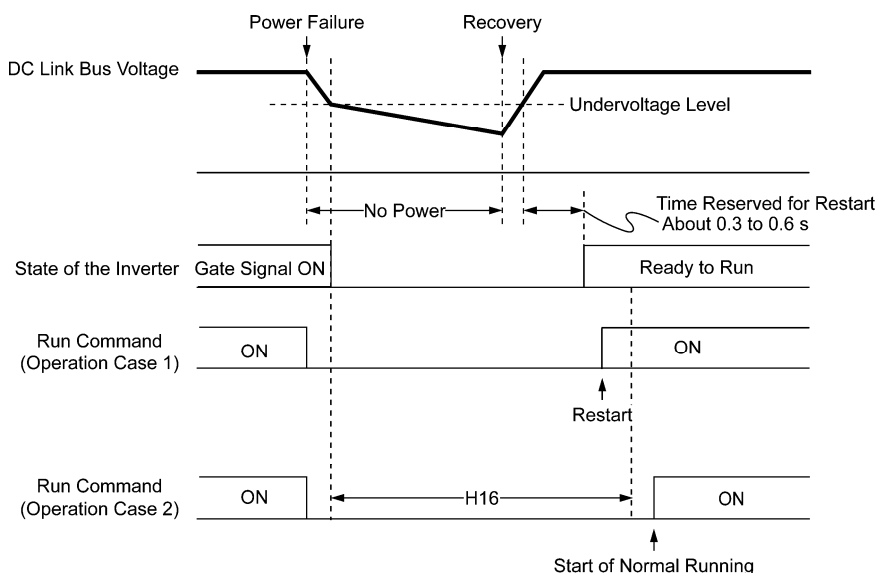 Power Failure
Recovery
DC Link Bus Voltage
Undervoltage Level
No Power
Time Reserved for Restart
About 0.3 to 0.6 s
State of the Inverter
Gate Signal ON
Ready to Run
Run Command
(Operation Case 1)
ON
ON
Restart
Run Command
(Operation Case 2)
ON
H16
ON
Start of Normal Running